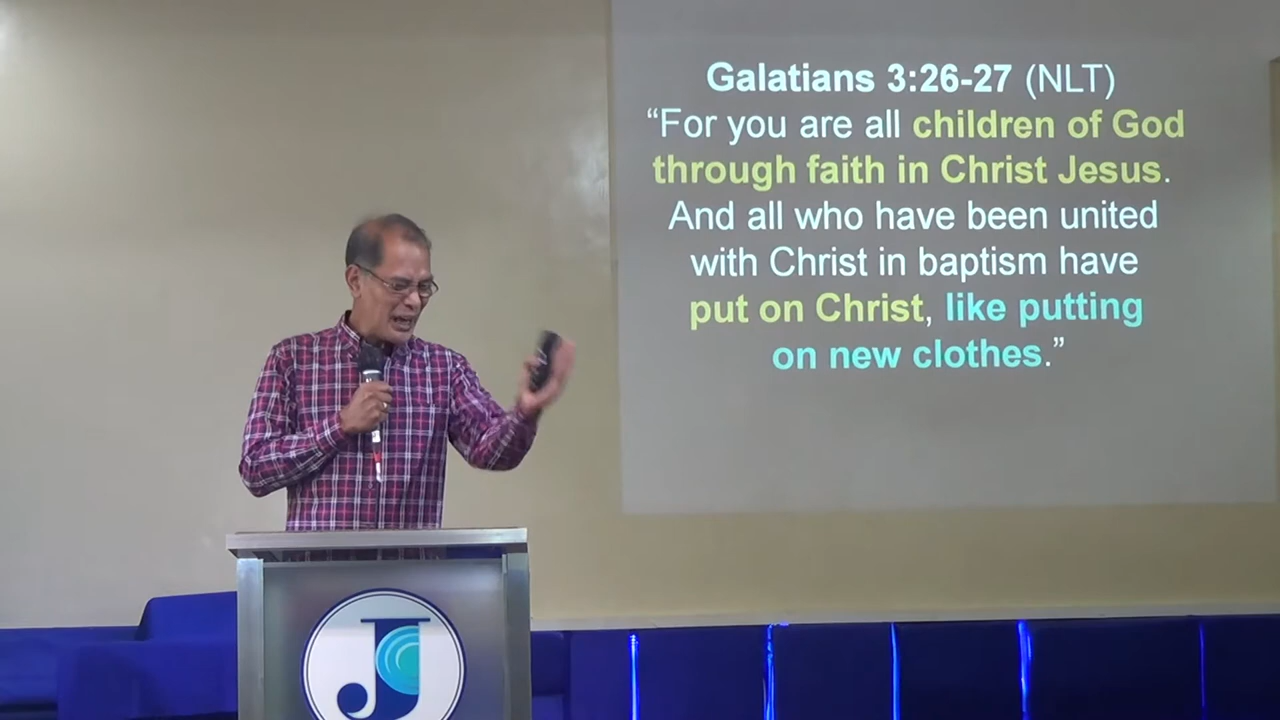 Galatians 3:26-27 (NLT)
“For you are all children of God
through faith in Christ Jesus.
And all who have been united
with Christ in baptism have
put on Christ, like putting
on new clothes.”
J